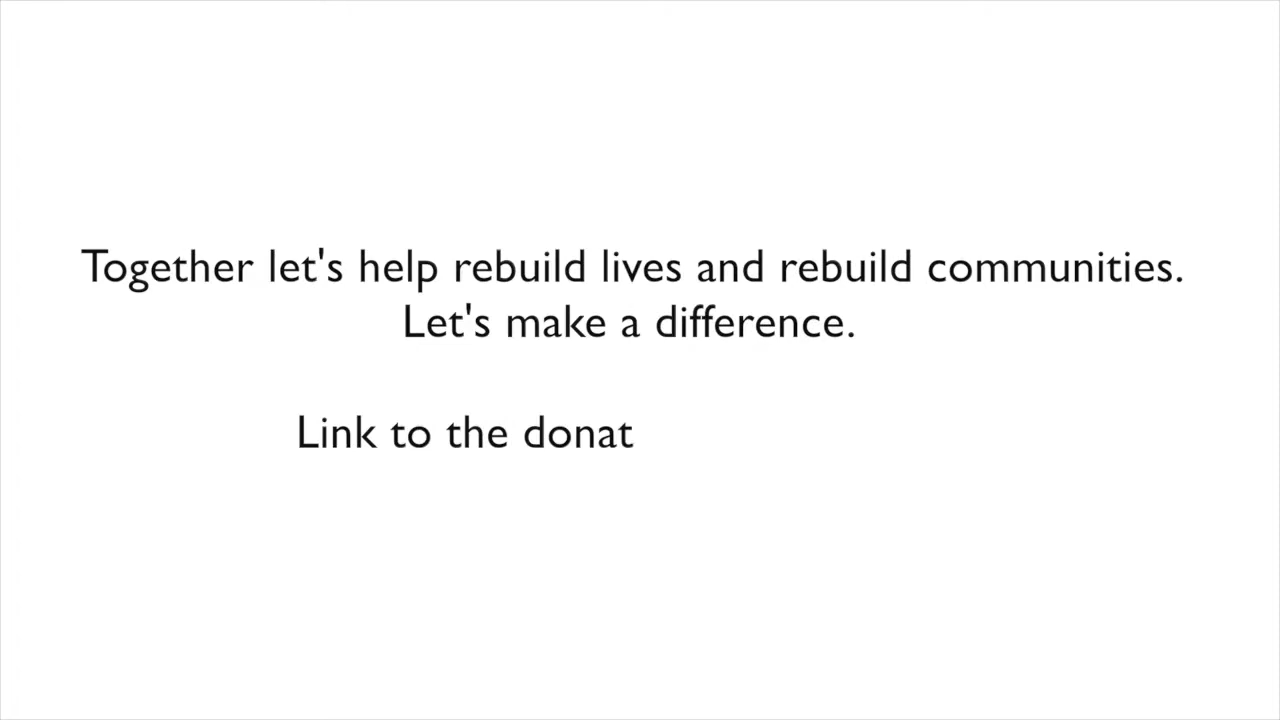 Together let's help rebuild lives and rebuild communities.
Let's make a difference.
Link to the donat